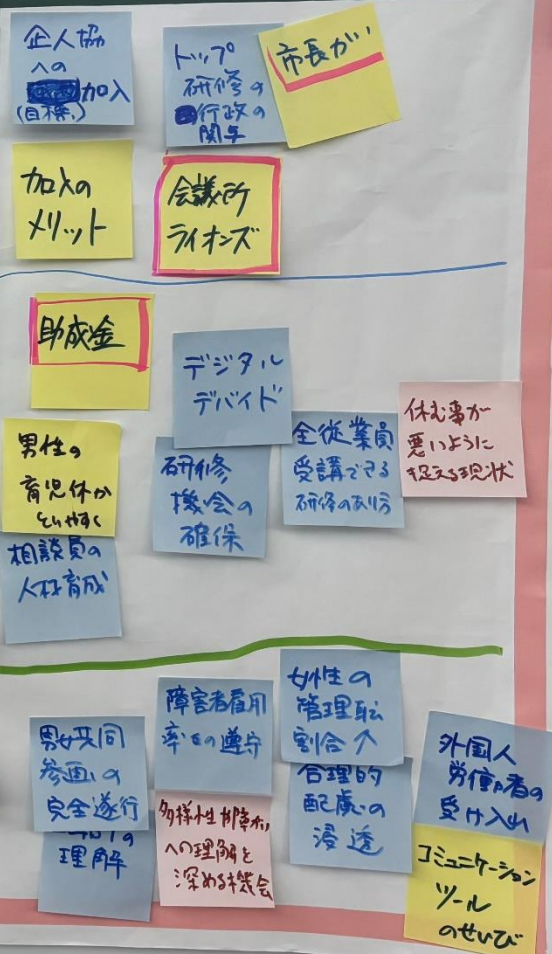 企人協
への
加入
(目標)
トップ
研修の
行政の
関与
市長が
加入の
メリット
会議所
ライオンズ
助成金
デジタル
デバイド
男性の
育児休か
とりやすく
研修
機会の
確保
全従業員
受講できる
研修のあり方
休む事が
悪いように
捉える現状
相談員の
人材育成
障害者雇用
率の遵守
女性の
管理職
割合↑
男女共同
参画の
完全遂行
外国人
労働者の
受け入れ
理解
多様性や障がい
への理解を
深める機会
合理的
配慮の
浸透
コミュニケーション
ツール
のせいび